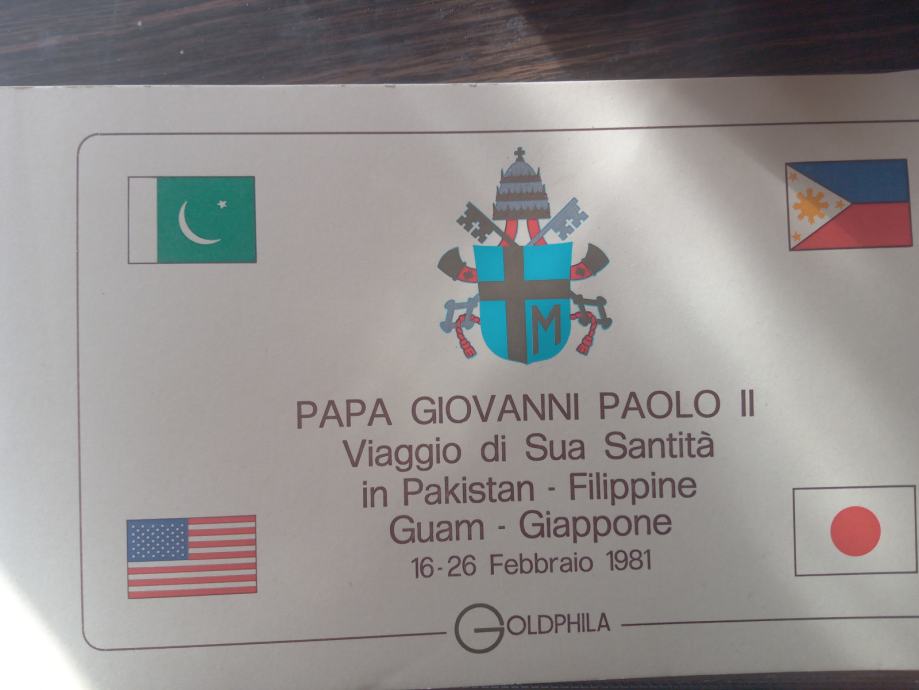 M
PAPA GIOVANNI PAOLO II
Viaggio di Sua Santità
in Pakistan - Filippine
Guam - Giappone
16-26 Febbraio 1981
GOLDPHILA